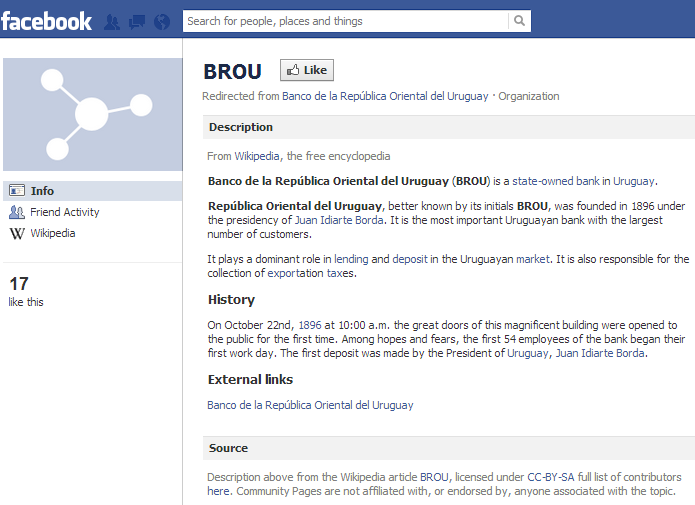 facebook
Search for people, places and things
BROU
Like
Redirected from Banco de la República Oriental del Uruguay · Organization
Description
From Wikipedia, the free encyclopedia
Banco de la República Oriental del Uruguay (BROU) is a state-owned bank in Uruguay.
República Oriental del Uruguay, better known by its initials BROU, was founded in 1896 under
the presidency of Juan Idiarte Borda. It is the most important Uruguayan bank with the largest
number of customers.
It plays a dominant role in lending and deposit in the Uruguayan market. It is also responsible for the
collection of exportation taxes.
History
On October 22nd, 1896 at 10:00 a.m. the great doors of this magnificent building were opened to
the public for the first time. Among hopes and fears, the first 54 employees of the bank began their
first work day. The first deposit was made by the President of Uruguay, Juan Idiarte Borda.
External links
Banco de la República Oriental del Uruguay
Source
Description above from the Wikipedia article BROU, licensed under CC-BY-SA full list of contributors
here. Community Pages are not affiliated with, or endorsed by, anyone associated with the topic.
Info
Friend Activity
W Wikipedia
17
like this